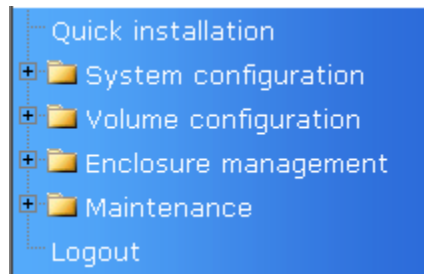 Quick installation
System configuration
Volume configuration
Enclosure management
Maintenance
Logout